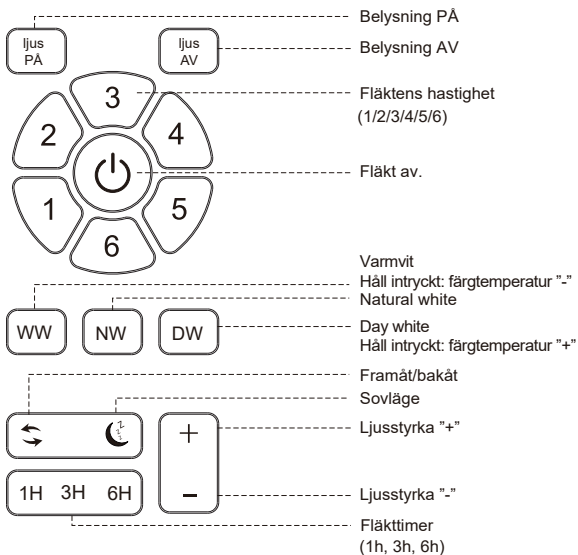 ljus
PÅ
ljus
AV
3
2
4
1
5
6
WW
NW
DW
+
1H 3H 6H
-
Belysning PÅ
Belysning AV
Fläktens hastighet
(1/2/3/4/5/6)
Fläkt av.
Varmvit
Håll intryckt: färgtemperatur "-"
Natural white
Day white
Håll intryckt: färgtemperatur "+"
Framåt/bakåt
Sovläge
Ljusstyrka "+"
Ljusstyrka "-"
Fläkttimer
(1h, 3h, 6h)